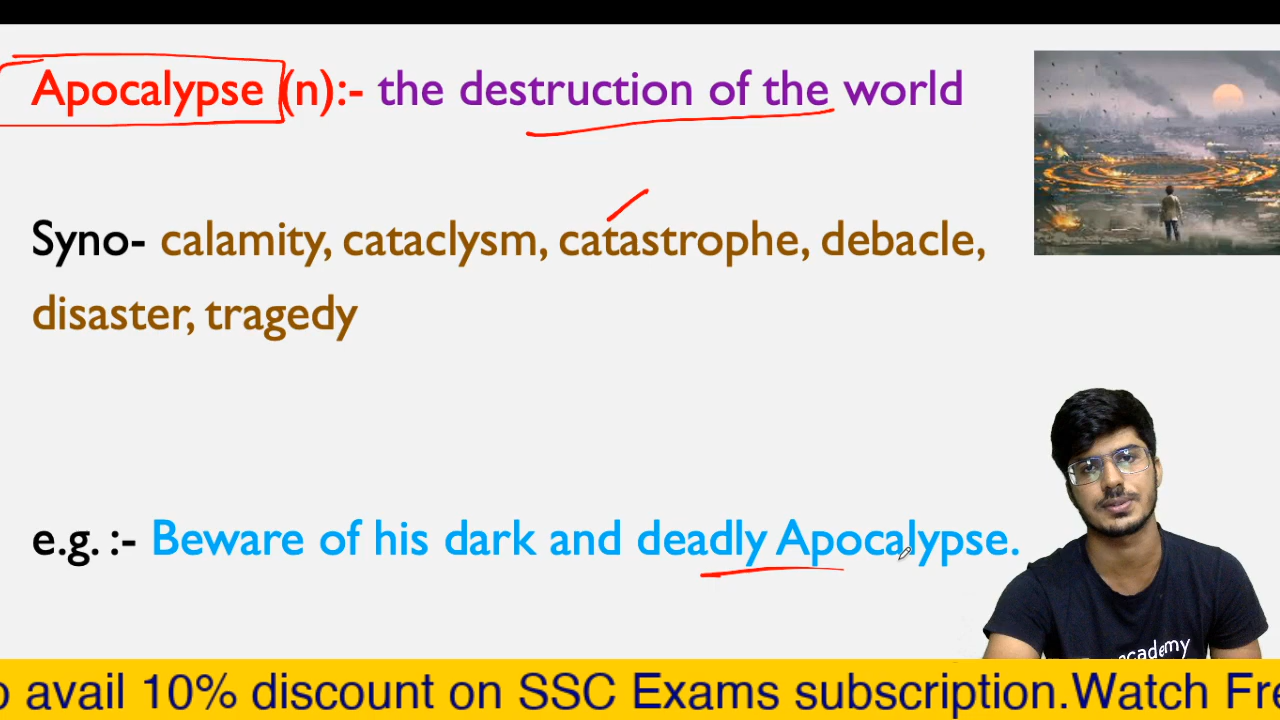 Apocalypse (n):- the destruction of the world
Syno- calamity, cataclysm, catastrophe, debacle,
disaster, tragedy
e.g. :- Beware of his dark and deadly Apocalypse.
academy
avail 10% discount on SSC Exams subscription.Watch